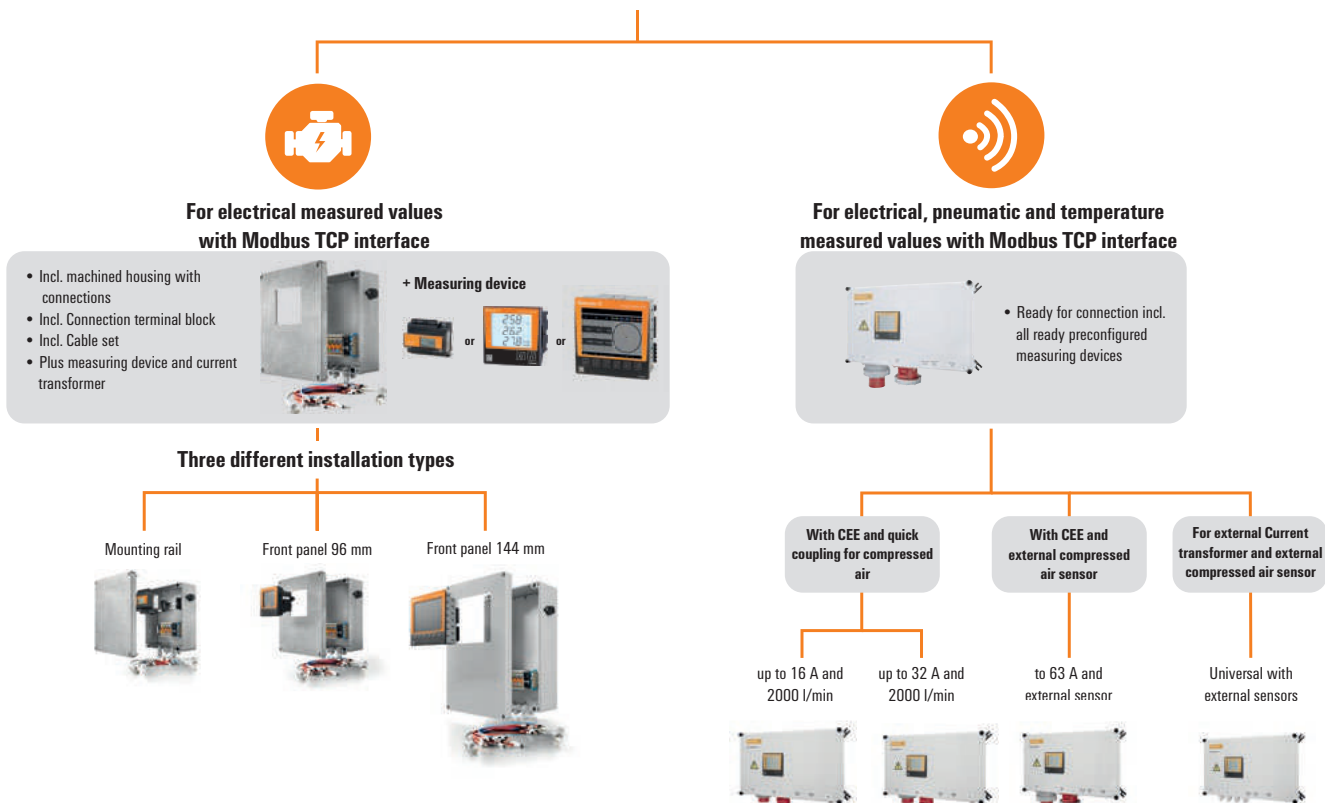 For electrical measured values
with Modbus TCP interface
• Incl. machined housing with
connections
• Incl. Connection terminal block
• Incl. Cable set
• Plus measuring device and current
transformer
+ Measuring device
or
or
Three different installation types
Mounting rail
Front panel 96 mm
Front panel 144 mm
For electrical, pneumatic and temperature
measured values with Modbus TCP interface
• Ready for connection incl.
all ready preconfigured
measuring devices
With CEE and quick
coupling for compressed
air
With CEE and
external compressed
air sensor
For external Current
transformer and external
compressed air sensor
up to 16 A and
2000 l/min
up to 32 A and
2000 l/min
to 63 A and
external sensor
Universal with
external sensors